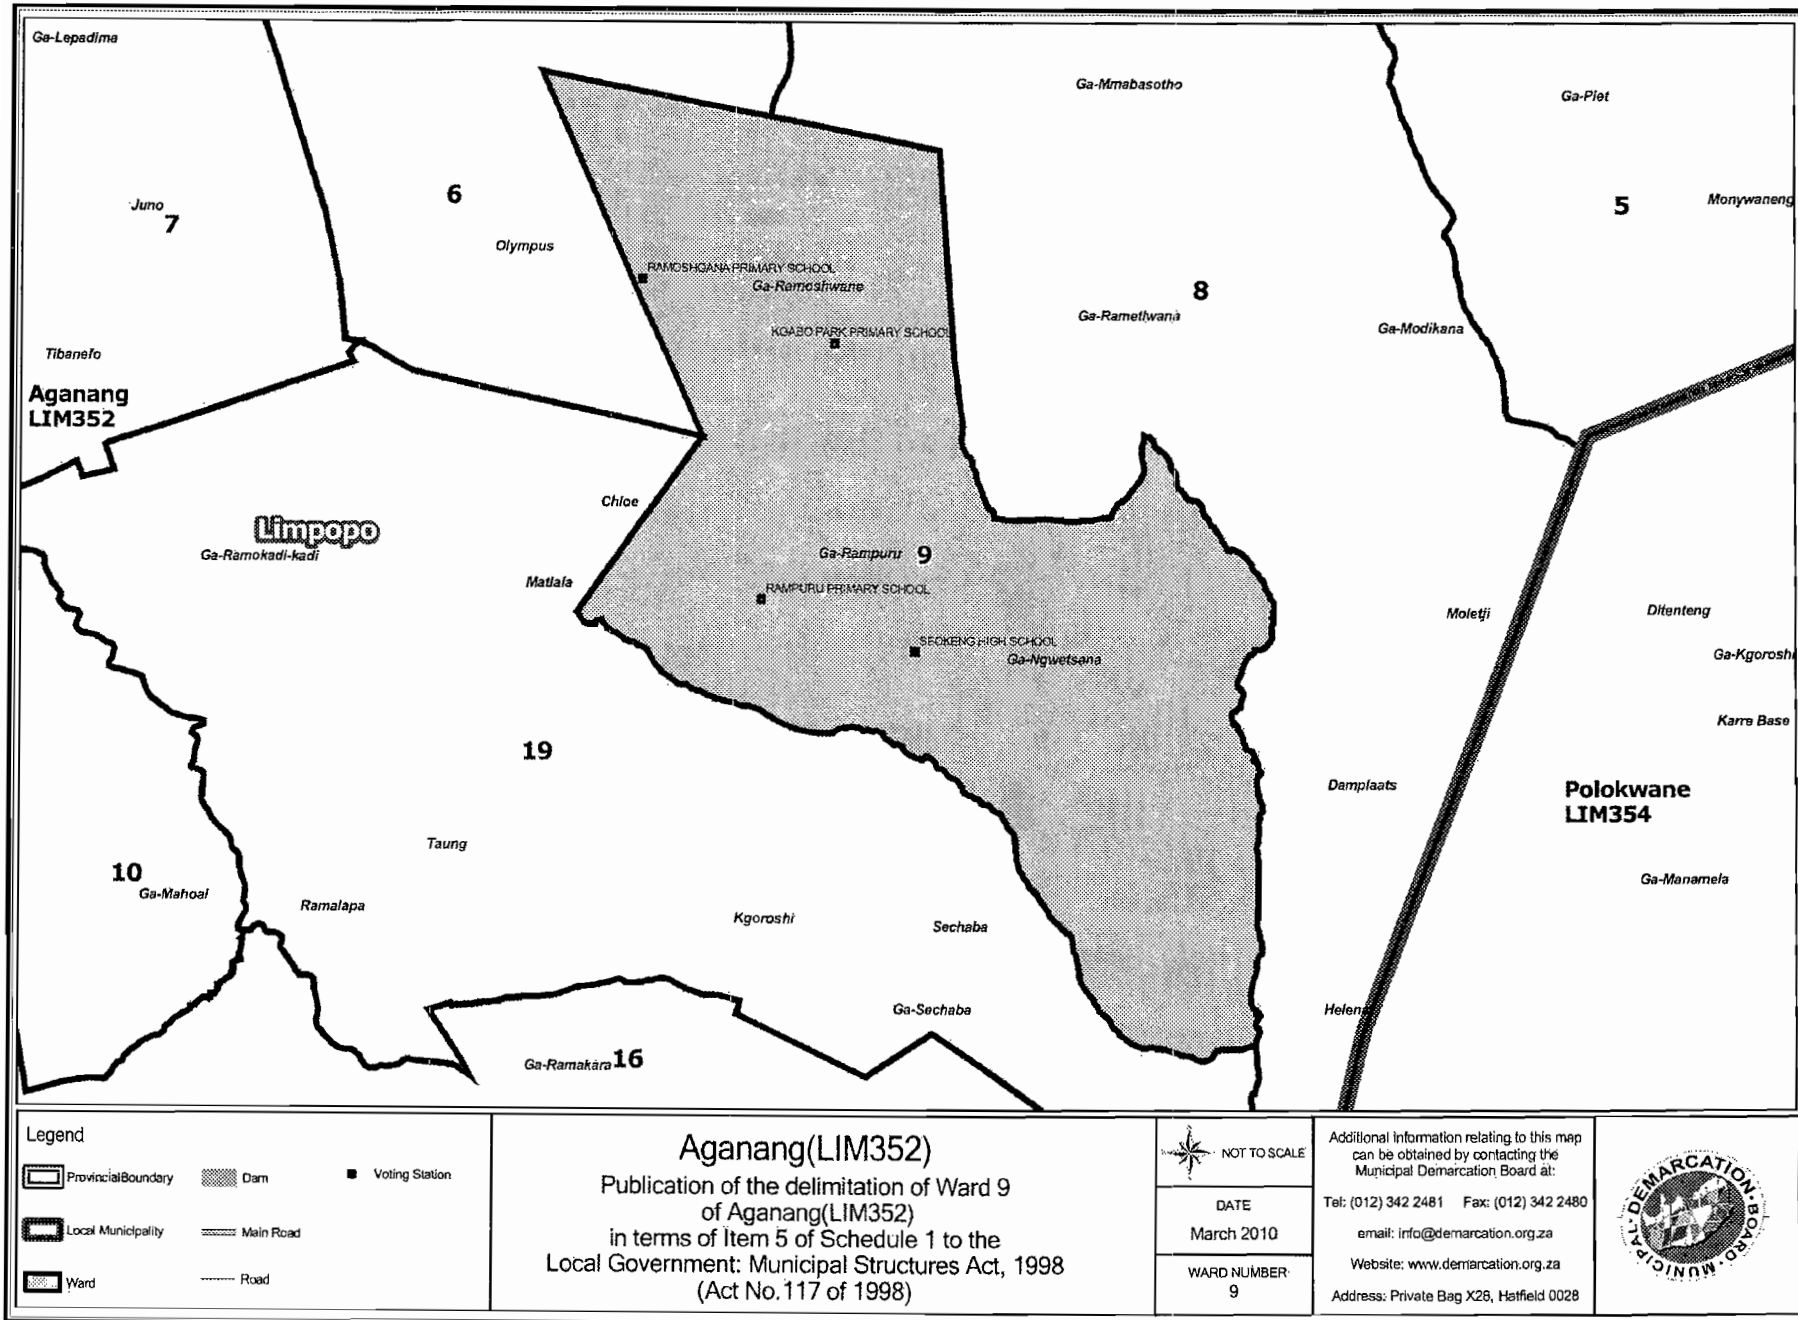 Ga-Lepadima
Ga-Mmabasotho
Ga-Piet
6
5
Monywaneng
Juno
7
Olympus
RAMOSHGANA PRIMARY SCHOOL
Ga-Ramoshwane
8
Ga-Rametlwana
Ga-Modikana
KGABO PARK PRIMARY SCHOOL
Tibanefo
Aganang
LIM352
Chloe
Limpopo
Ga-Ramokadi-kadi
Ga-Rampuru
9
Matlala
RAMPURU PRIMARY SCHOOL
Moletji
Ditenteng
SEOKENG HIGH SCHOOL
Ga-Ngwetsana
Ga-Kgoroshi
Karre Base
19
Damplaats
Polokwane
LIM354
Taung
10
Ga-Mahoai
Ramalapa
Kgoroshi
Sechaba
Ga-Manamela
Ga-Sechaba
Helena
Ga-Ramakara
16
Legend
ProvincialBoundary
Dam
Voting Station
Local Municipality
Main Road
Ward
Road
Aganang(LIM352)
Publication of the delimitation of Ward 9
of Aganang(LIM352)
in terms of Item 5 of Schedule 1 to the
Local Government: Municipal Structures Act, 1998
(Act No.117 of 1998)
NOT TO SCALE
DATE
March 2010
WARD NUMBER
9
Additional information relating to this map
can be obtained by contacting the
Municipal Demarcation Board at:
Tel: (012) 342 2481 Fax: (012) 342 2480
email: info@demarcation.org.za
Website: www.demarcation.org.za
Address: Private Bag X28, Hatfield 0028
MUNICIPAL DEMARCATION BOARD